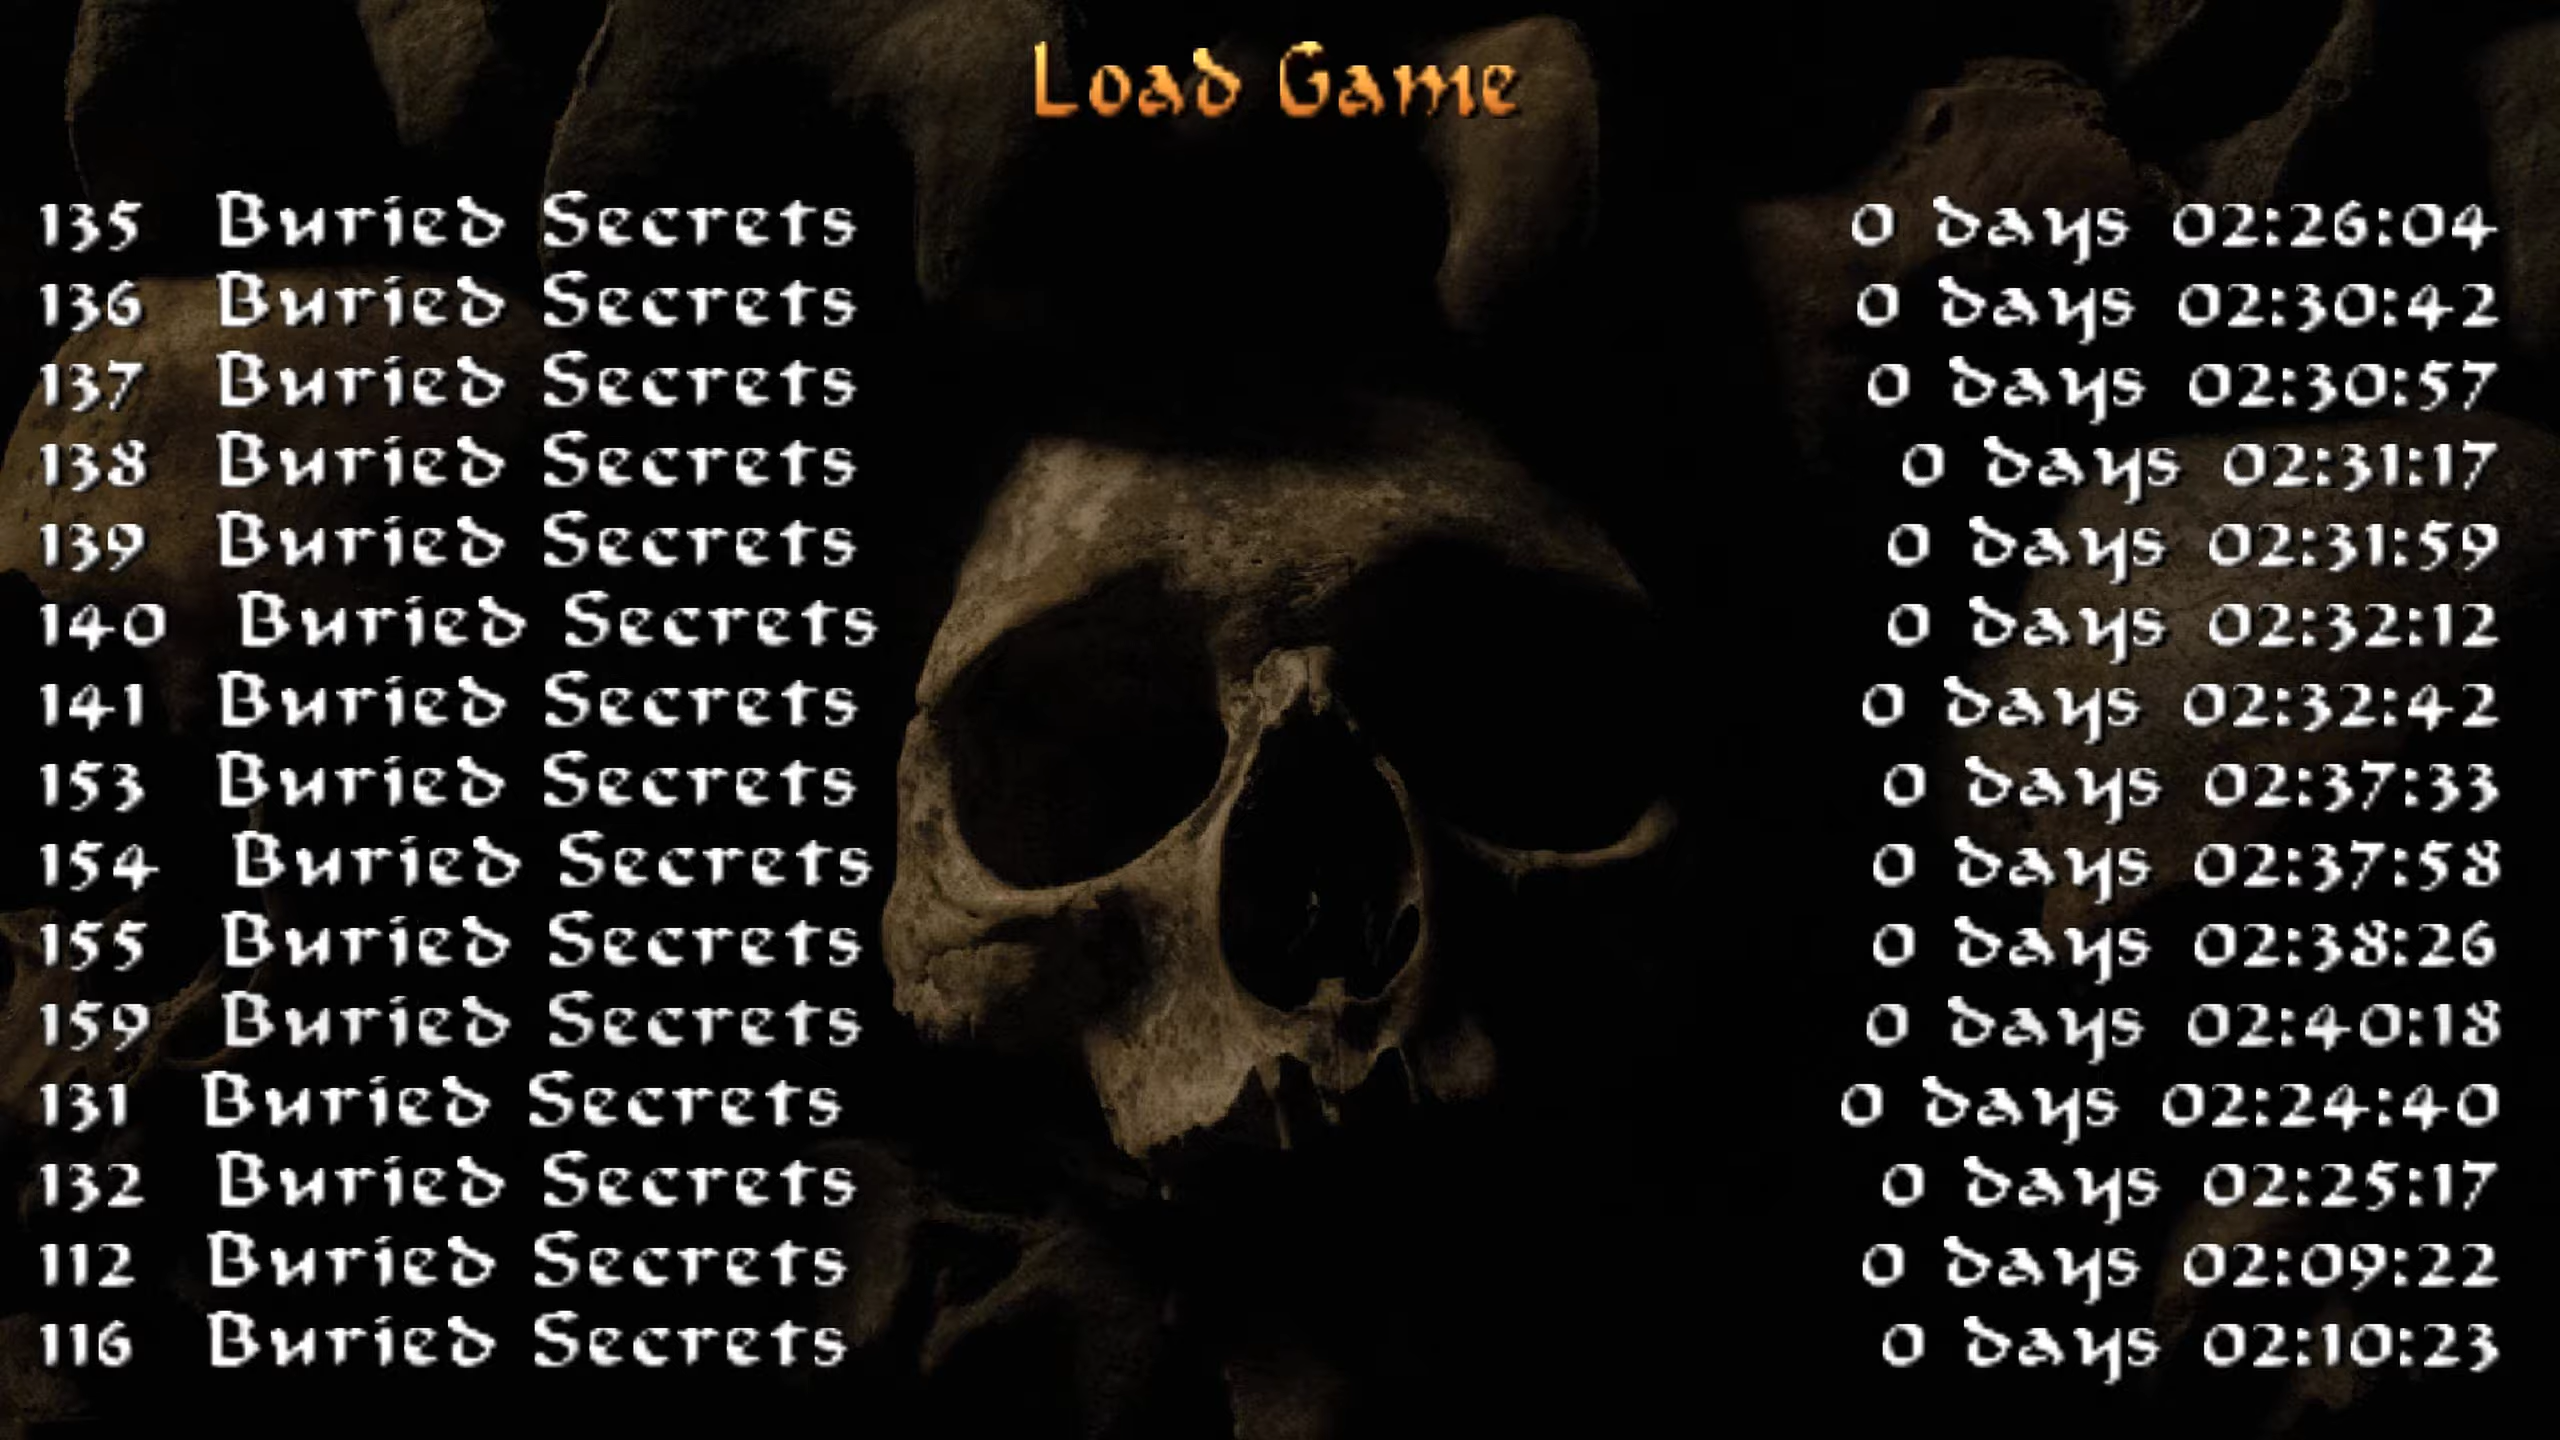 Load Game
135 Buried Secrets 0 days 02:26:04
136 Buried Secrets 0 days 02:30:42
137 Buried Secrets 0 days 02:30:57
138 Buried Secrets 0 days 02:31:17
139 Buried Secrets 0 days 02:31:59
140 Buried Secrets 0 days 02:32:12
141 Buried Secrets 0 days 02:32:42
153 Buried Secrets 0 days 02:37:33
154 Buried Secrets 0 days 02:37:58
155 Buried Secrets 0 days 02:38:26
159 Buried Secrets 0 days 02:40:18
131 Buried Secrets 0 days 02:24:40
132 Buried Secrets 0 days 02:25:17
112 Buried Secrets 0 days 02:09:22
116 Buried Secrets 0 days 02:10:23